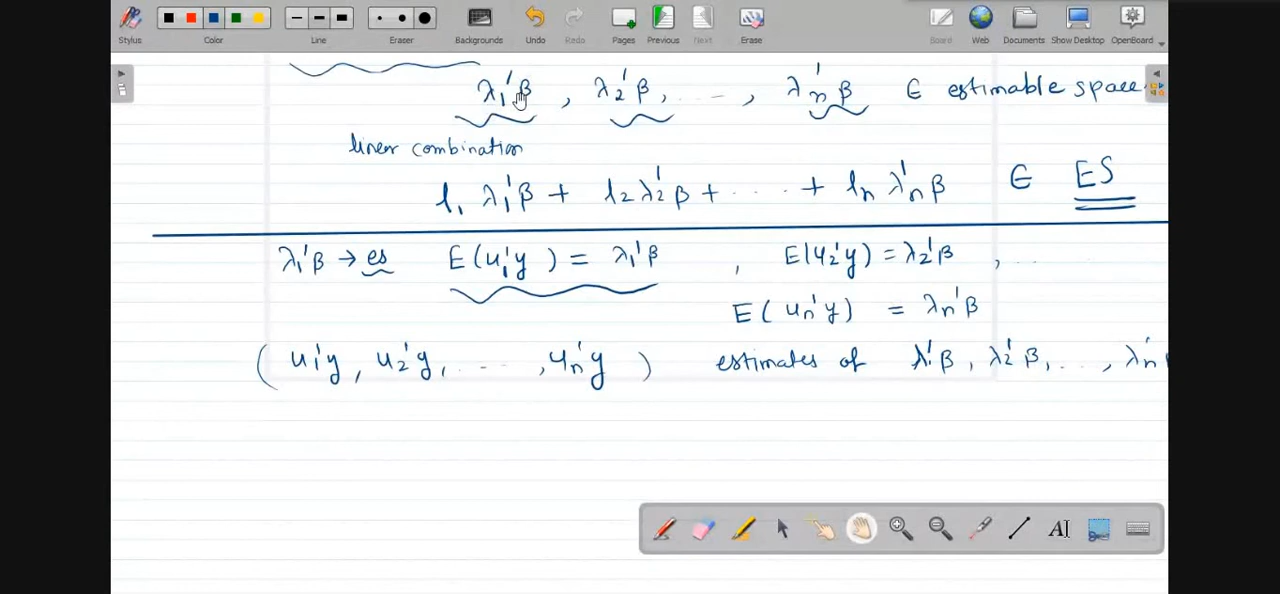 Stylus Color Line Eraser Backgrounds Undo Redo Pages Previous Next Erase Board Web Documents Show Desktop OpenBoard
λ₁'β , λ₂'β, ... , λₙ'β ∈ estimable space
linear combination
l₁ λ₁'β + l₂ λ₂'β + ... + lₙ λₙ'β ∈ ES
λ₁'β → es E(u₁'y) = λ₁'β , E(u₂'y) = λ₂'β , ...
E(uₙ'y) = λₙ'β
(u₁'y, u₂'y, ... , uₙ'y) estimates of λ₁'β, λ₂'β, ... , λₙ'
AI